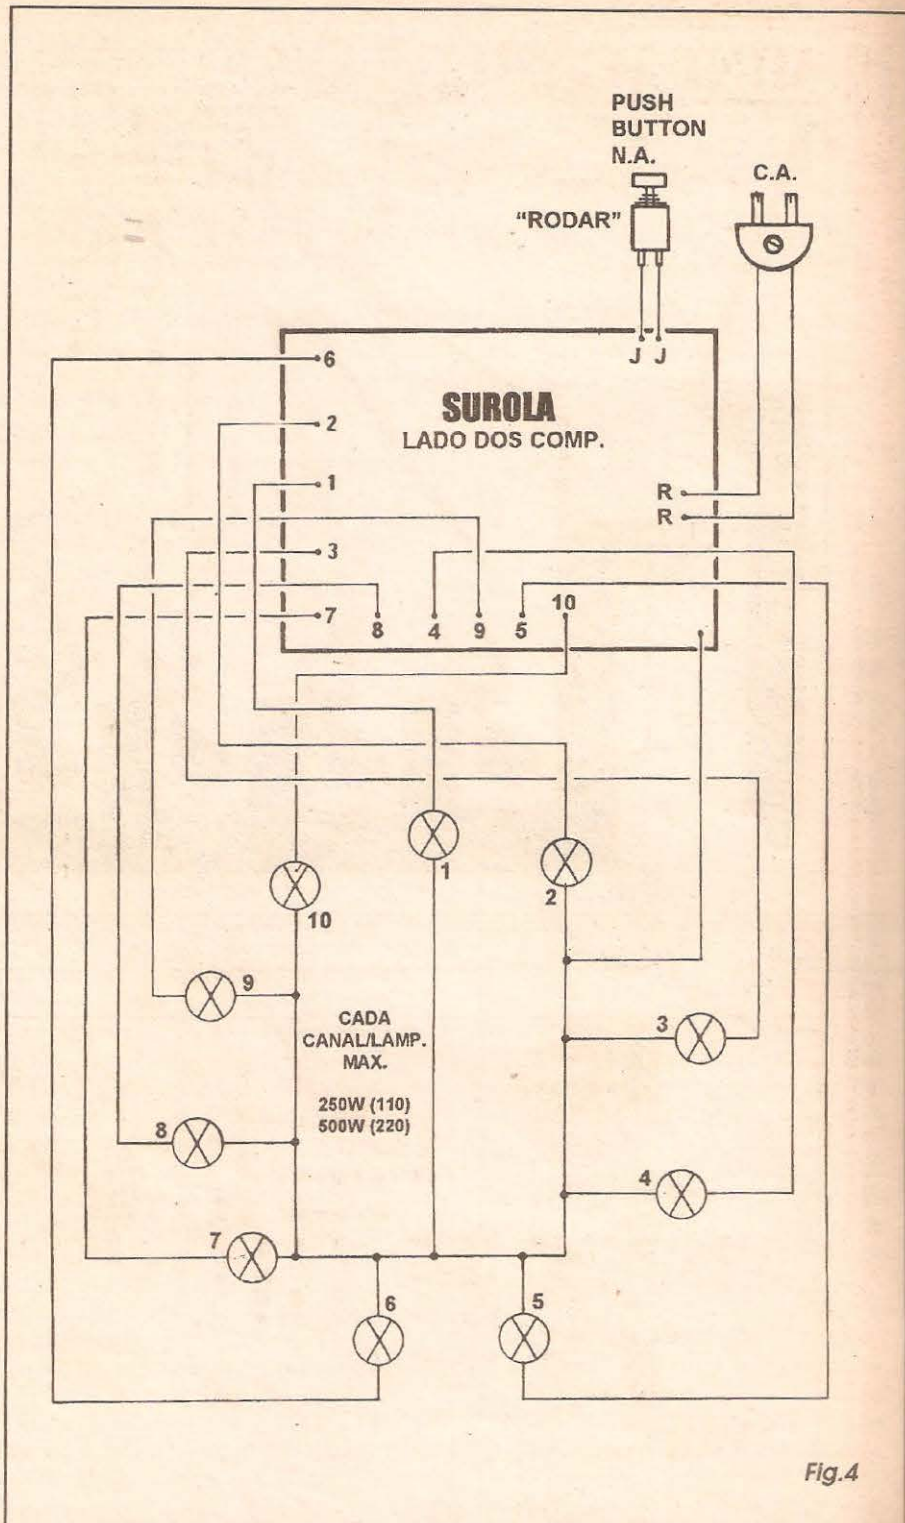 PUSH
BUTTON
N.A.
C.A.
"RODAR"
J J
6
SUROLA
2
LADO DOS COMP.
1
R
R
3
10
7
8 4 9 5
1
2
10
9
3
CADA
CANAL/LAMP.
MAX.
250W (110)
500W (220)
8
4
7
6
5
Fig.4